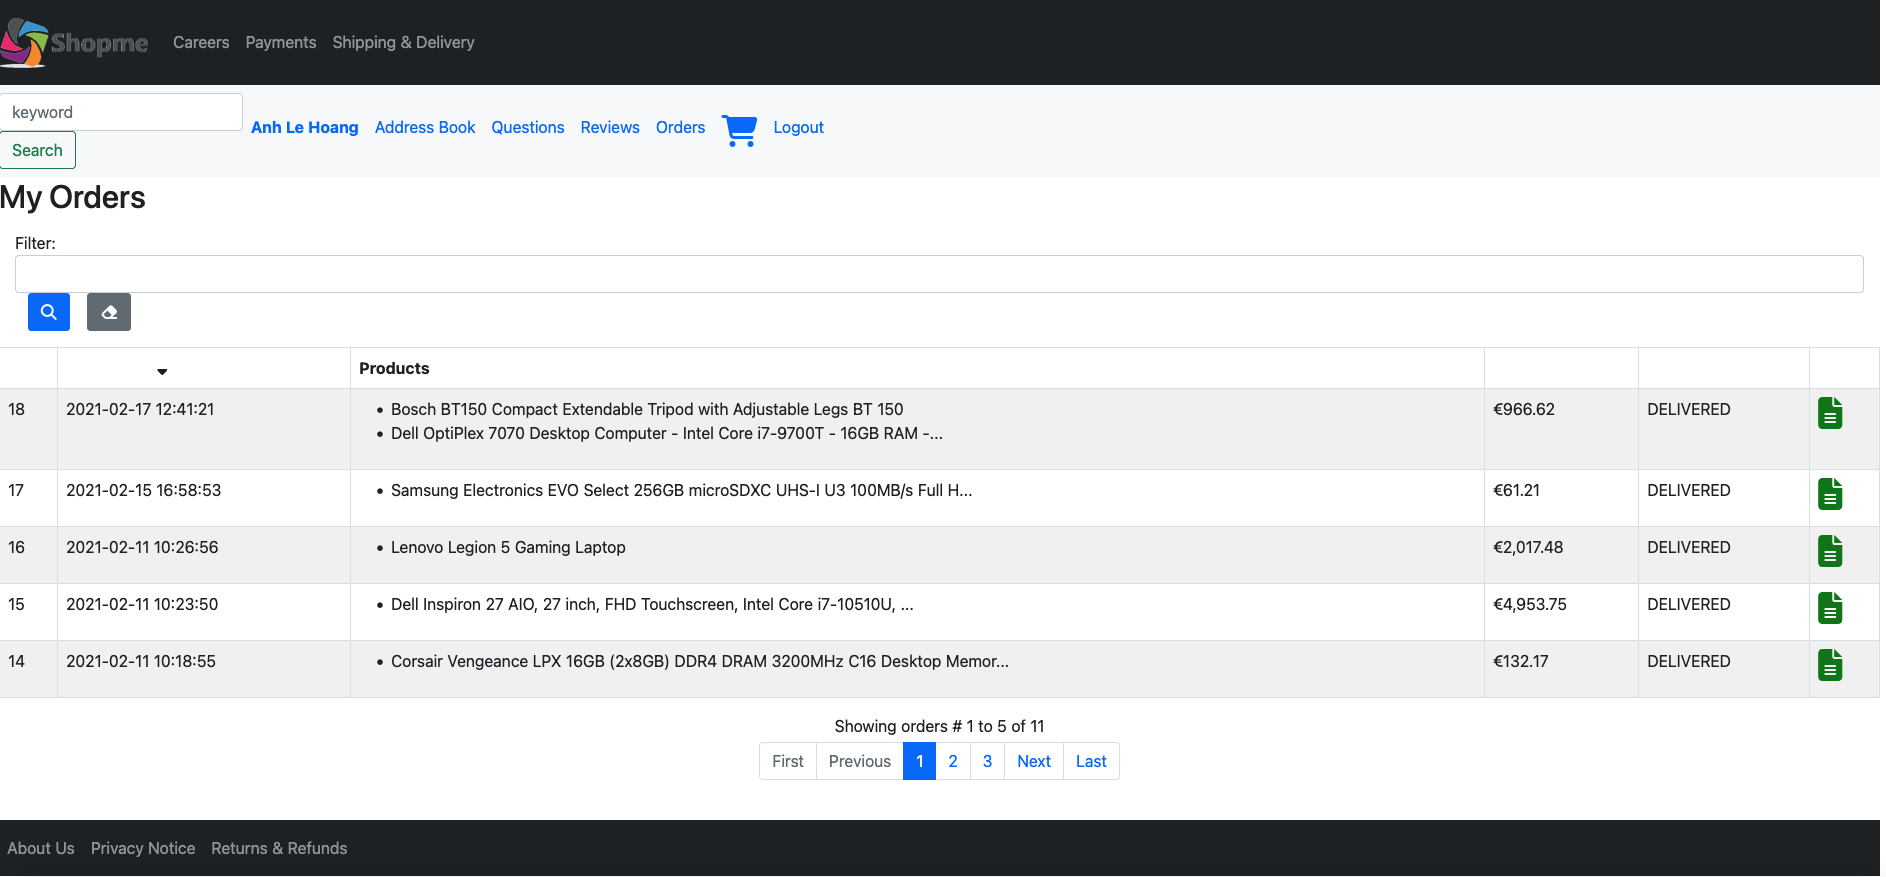 Shopme Careers Payments Shipping & Delivery
keyword
Search
Anh Le Hoang Address Book Questions Reviews Orders Logout
My Orders
Filter:
Products
18 2021-02-17 12:41:21 • Bosch BT150 Compact Extendable Tripod with Adjustable Legs BT 150 €966.62 DELIVERED
• Dell OptiPlex 7070 Desktop Computer - Intel Core i7-9700T - 16GB RAM -...
17 2021-02-15 16:58:53 • Samsung Electronics EVO Select 256GB microSDXC UHS-I U3 100MB/s Full H... €61.21 DELIVERED
16 2021-02-11 10:26:56 • Lenovo Legion 5 Gaming Laptop €2,017.48 DELIVERED
15 2021-02-11 10:23:50 • Dell Inspiron 27 AIO, 27 inch, FHD Touchscreen, Intel Core i7-10510U, ... €4,953.75 DELIVERED
14 2021-02-11 10:18:55 • Corsair Vengeance LPX 16GB (2x8GB) DDR4 DRAM 3200MHz C16 Desktop Memor... €132.17 DELIVERED
Showing orders # 1 to 5 of 11
First Previous 1 2 3 Next Last
About Us Privacy Notice Returns & Refunds